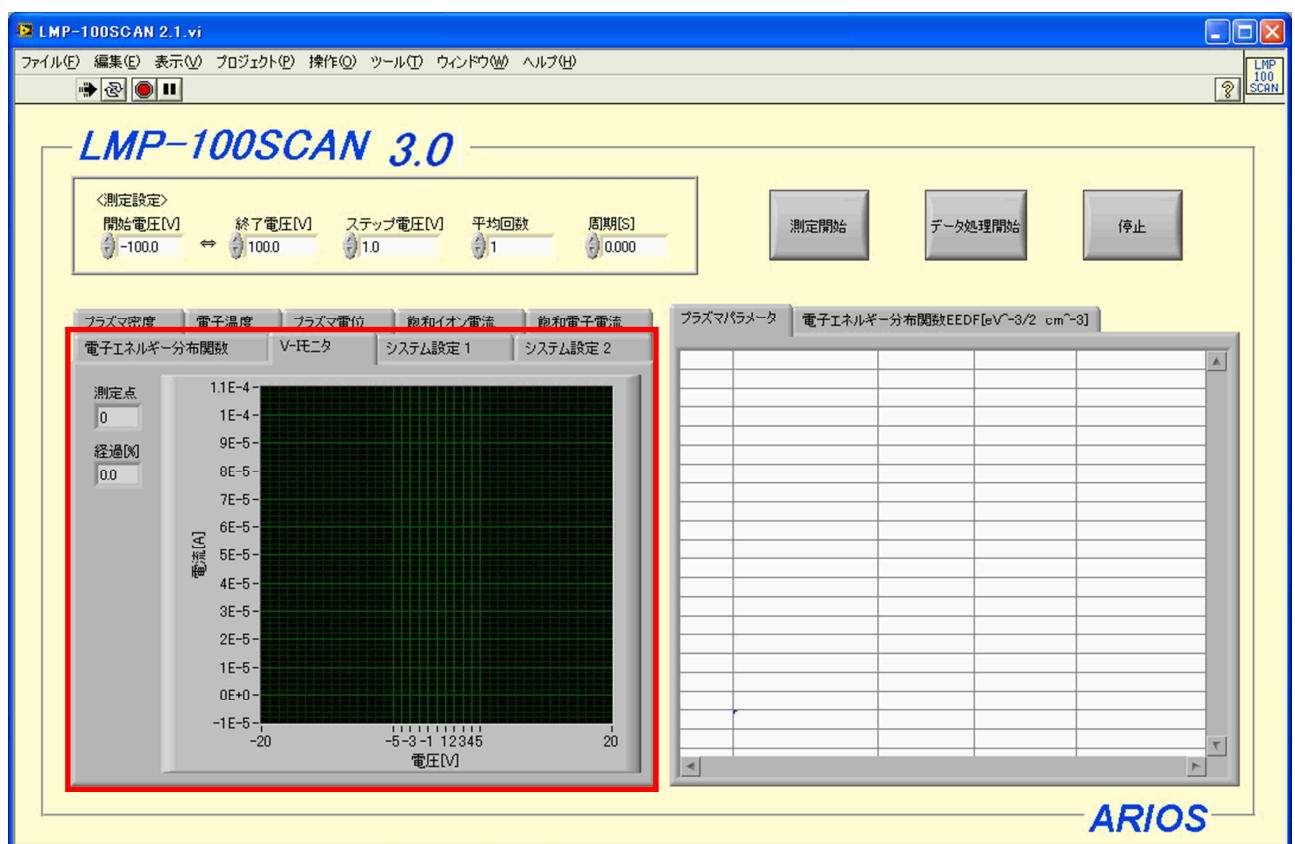 LMP-100SCAN 2.1.vi
ファイル(F) 編集(E) 表示(V) プロジェクト(P) 操作(O) ツール(T) ウィンドウ(W) ヘルプ(H)
LMP
100
SCAN
?
LMP-100SCAN 3.0
<測定設定>
開始電圧[V] 終了電圧[V] ステップ電圧[V] 平均回数 周期[S]
-100.0 ⇔ 100.0 1.0 1 0.000
測定開始 データ処理開始 停止
プラズマ密度 電子温度 プラズマ電位 飽和イオン電流 飽和電子電流
電子エネルギー分布関数 V-Iモニタ システム設定 1 システム設定 2
測定点
0
経過[%]
0.0
1.1E-4
1E-4
9E-5
8E-5
7E-5
6E-5
5E-5
4E-5
3E-5
2E-5
1E-5
0E+0
-1E-5
電流[A]
-20 -5 -3 -1 1 2 3 4 5 20
電圧[V]
プラズマパラメータ 電子エネルギー分布関数EEDF[eV^-3/2 cm^-3]
ARIOS